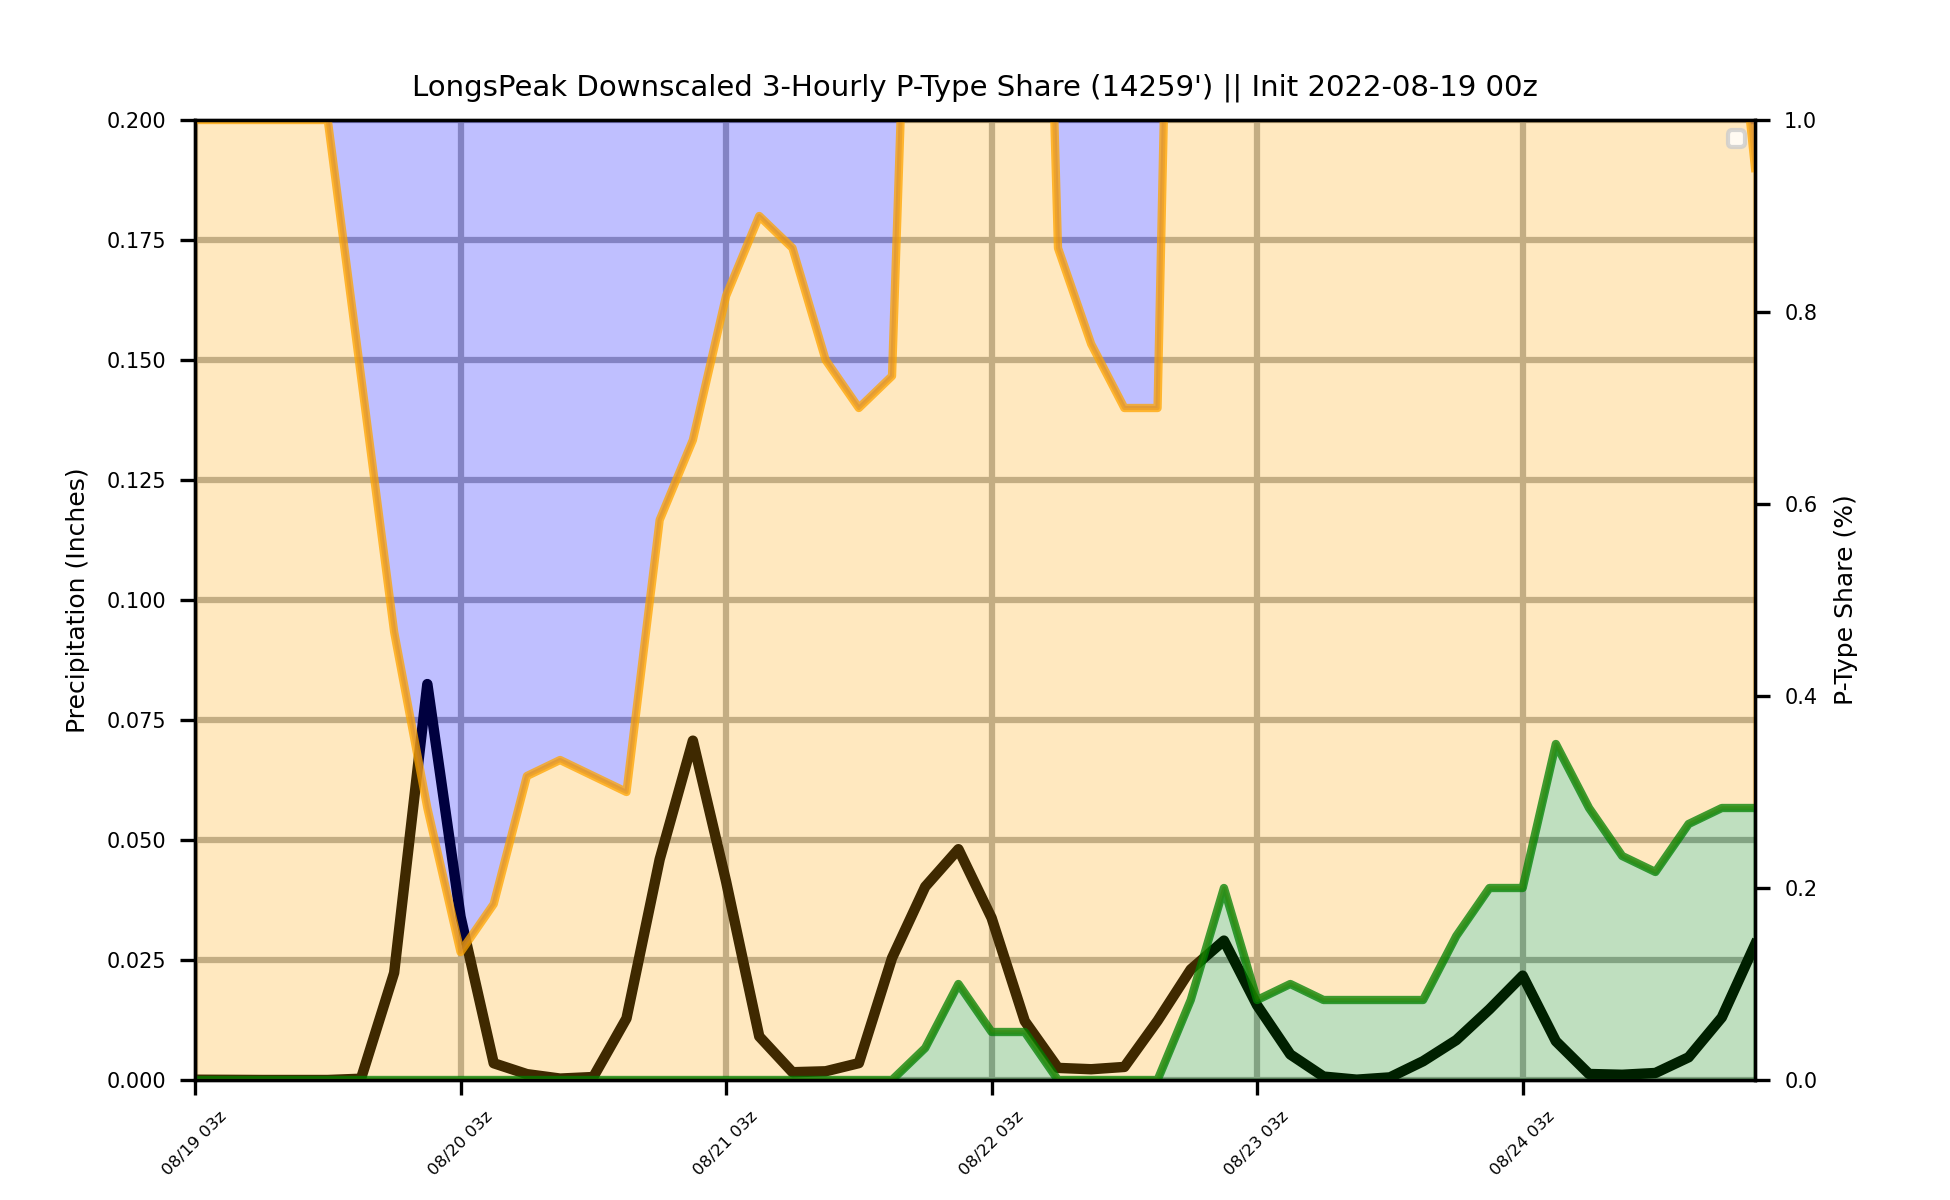 LongsPeak Downscaled 3-Hourly P-Type Share (14259') || Init 2022-08-19 00z
Precipitation (Inches)
0.200
0.175
0.150
0.125
0.100
0.075
0.050
0.025
0.000
1.0
0.8
0.6
0.4
0.2
0.0
P-Type Share (%)
08/19 03z
08/20 03z
08/21 03z
08/22 03z
08/23 03z
08/24 03z